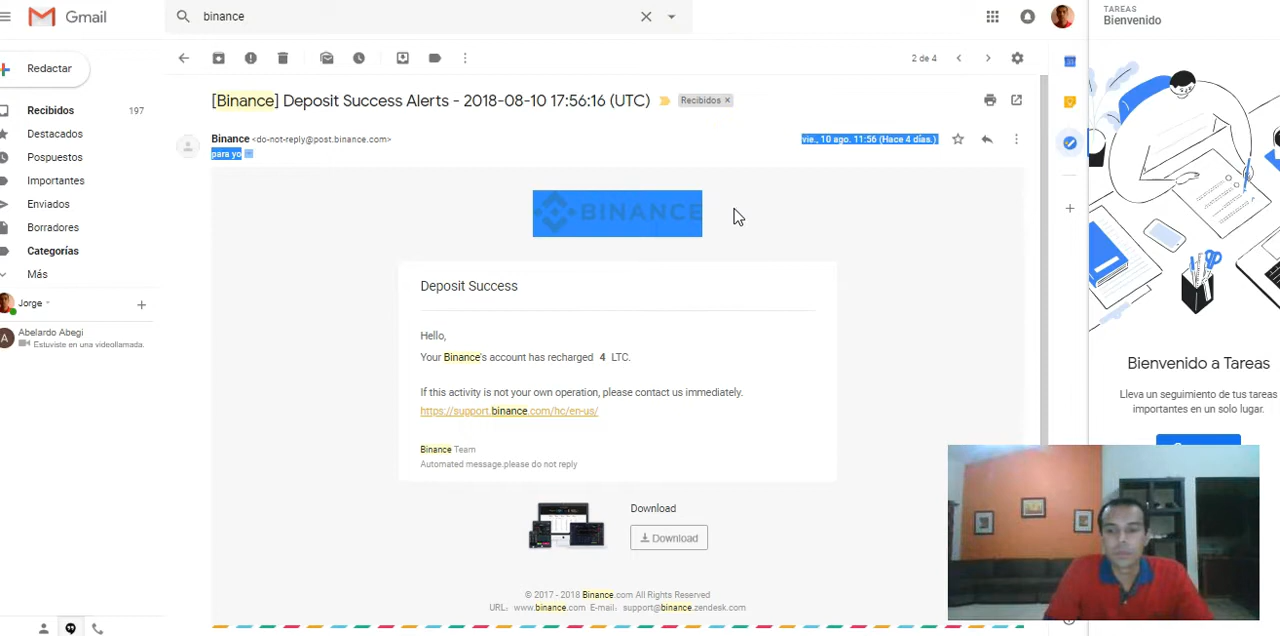 Gmail
binance
TAREAS
Bienvenido
Redactar
2 de 4
[Binance] Deposit Success Alerts - 2018-08-10 17:56:16 (UTC)
Recibidos ×
Recibidos 197
Destacados
Pospuestos
Importantes
Enviados
Borradores
Categorías
Más
Jorge
Abelardo Abegi
Estuviste en una videollamada.
Binance <do-not-reply@post.binance.com>
vie., 10 ago. 11:56 (Hace 4 días.)
para yo
BINANCE
Deposit Success
Hello,
Your Binance's account has recharged 4 LTC.
If this activity is not your own operation, please contact us immediately.
https://support.binance.com/hc/en-us/
Binance Team
Automated message.please do not reply
Download
Download
© 2017 - 2018 Binance.com All Rights Reserved
URL: www.binance.com E-mail: support@binance.zendesk.com
Bienvenido a Tareas
Lleva un seguimiento de tus tareas
importantes en un solo lugar.